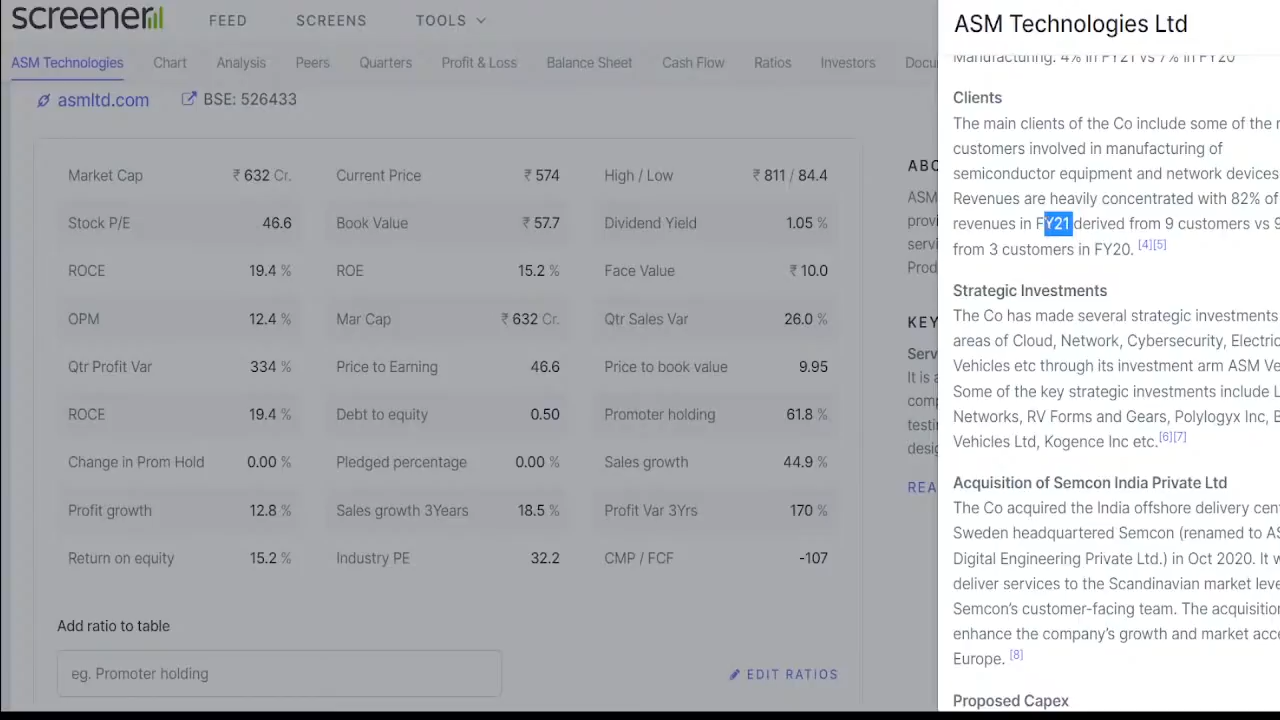 screener
FEED
SCREENS
TOOLS
ASM Technologies
Chart
Analysis
Peers
Quarters
Profit & Loss
Balance Sheet
Cash Flow
Ratios
Investors
asmltd.com
BSE: 526433
Market Cap ₹ 632 Cr.
Current Price ₹ 574
High / Low ₹ 811 / 84.4
Stock P/E 46.6
Book Value ₹ 57.7
Dividend Yield 1.05 %
ROCE 19.4 %
ROE 15.2 %
Face Value ₹ 10.0
OPM 12.4 %
Mar Cap ₹ 632 Cr.
Qtr Sales Var 26.0 %
Qtr Profit Var 334 %
Price to Earning 46.6
Price to book value 9.95
ROCE 19.4 %
Debt to equity 0.50
Promoter holding 61.8 %
Change in Prom Hold 0.00 %
Pledged percentage 0.00 %
Sales growth 44.9 %
Profit growth 12.8 %
Sales growth 3Years 18.5 %
Profit Var 3Yrs 170 %
Return on equity 15.2 %
Industry PE 32.2
CMP / FCF -107
Add ratio to table
eg. Promoter holding
EDIT RATIOS
ASM
KEY
It is a
ASM Technologies Ltd
Manufacturing: 4% in FY21 vs 7% in FY20
Clients
The main clients of the Co include some of the
customers involved in manufacturing of
semiconductor equipment and network devices
Revenues are heavily concentrated with 82% of
revenues in FY21 derived from 9 customers vs
from 3 customers in FY20. [4][5]
Strategic Investments
The Co has made several strategic investments
areas of Cloud, Network, Cybersecurity,
Vehicles etc through its investment arm ASM
Some of the key strategic investments include
Networks, RV Forms and Gears, Polylogyx Inc,
Vehicles Ltd, Kogence Inc etc.[6][7]
Acquisition of Semcon India Private Ltd
The Co acquired the India offshore delivery
Sweden headquartered Semcon (renamed to
Digital Engineering Private Ltd.) in Oct 2020. It
deliver services to the Scandinavian market
Semcon's customer-facing team. The
enhance the company's growth and market
Europe. [8]
Proposed Capex